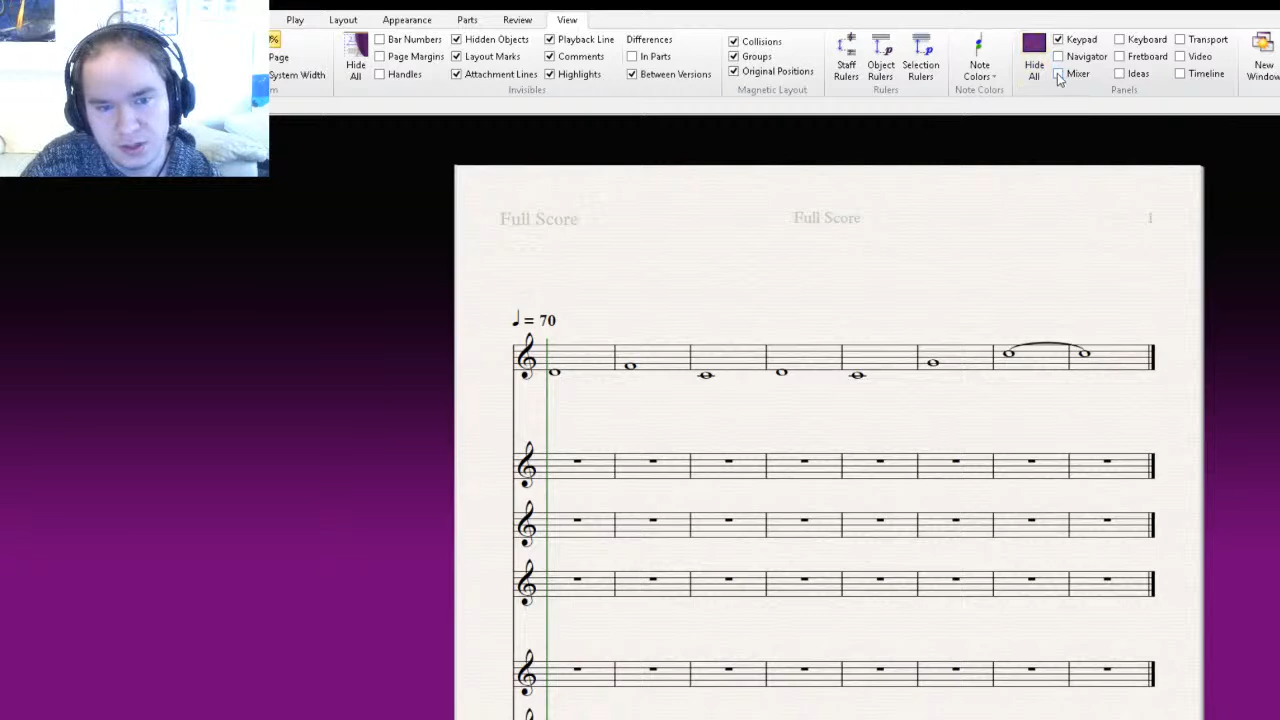 Play Layout Appearance Parts Review View
% Hide All Bar Numbers Hidden Objects Playback Line Differences Collisions Staff Rulers Object Rulers Selection Rulers Note Colors Hide All Keypad Keyboard Transport New Window
Page Page Margins Layout Marks Comments In Parts Groups Navigator Fretboard Video
System Width Handles Attachment Lines Highlights Between Versions Original Positions Mixer Ideas Timeline
Invisibles Magnetic Layout Rulers Note Colors Panels
Full Score Full Score 1
= 70